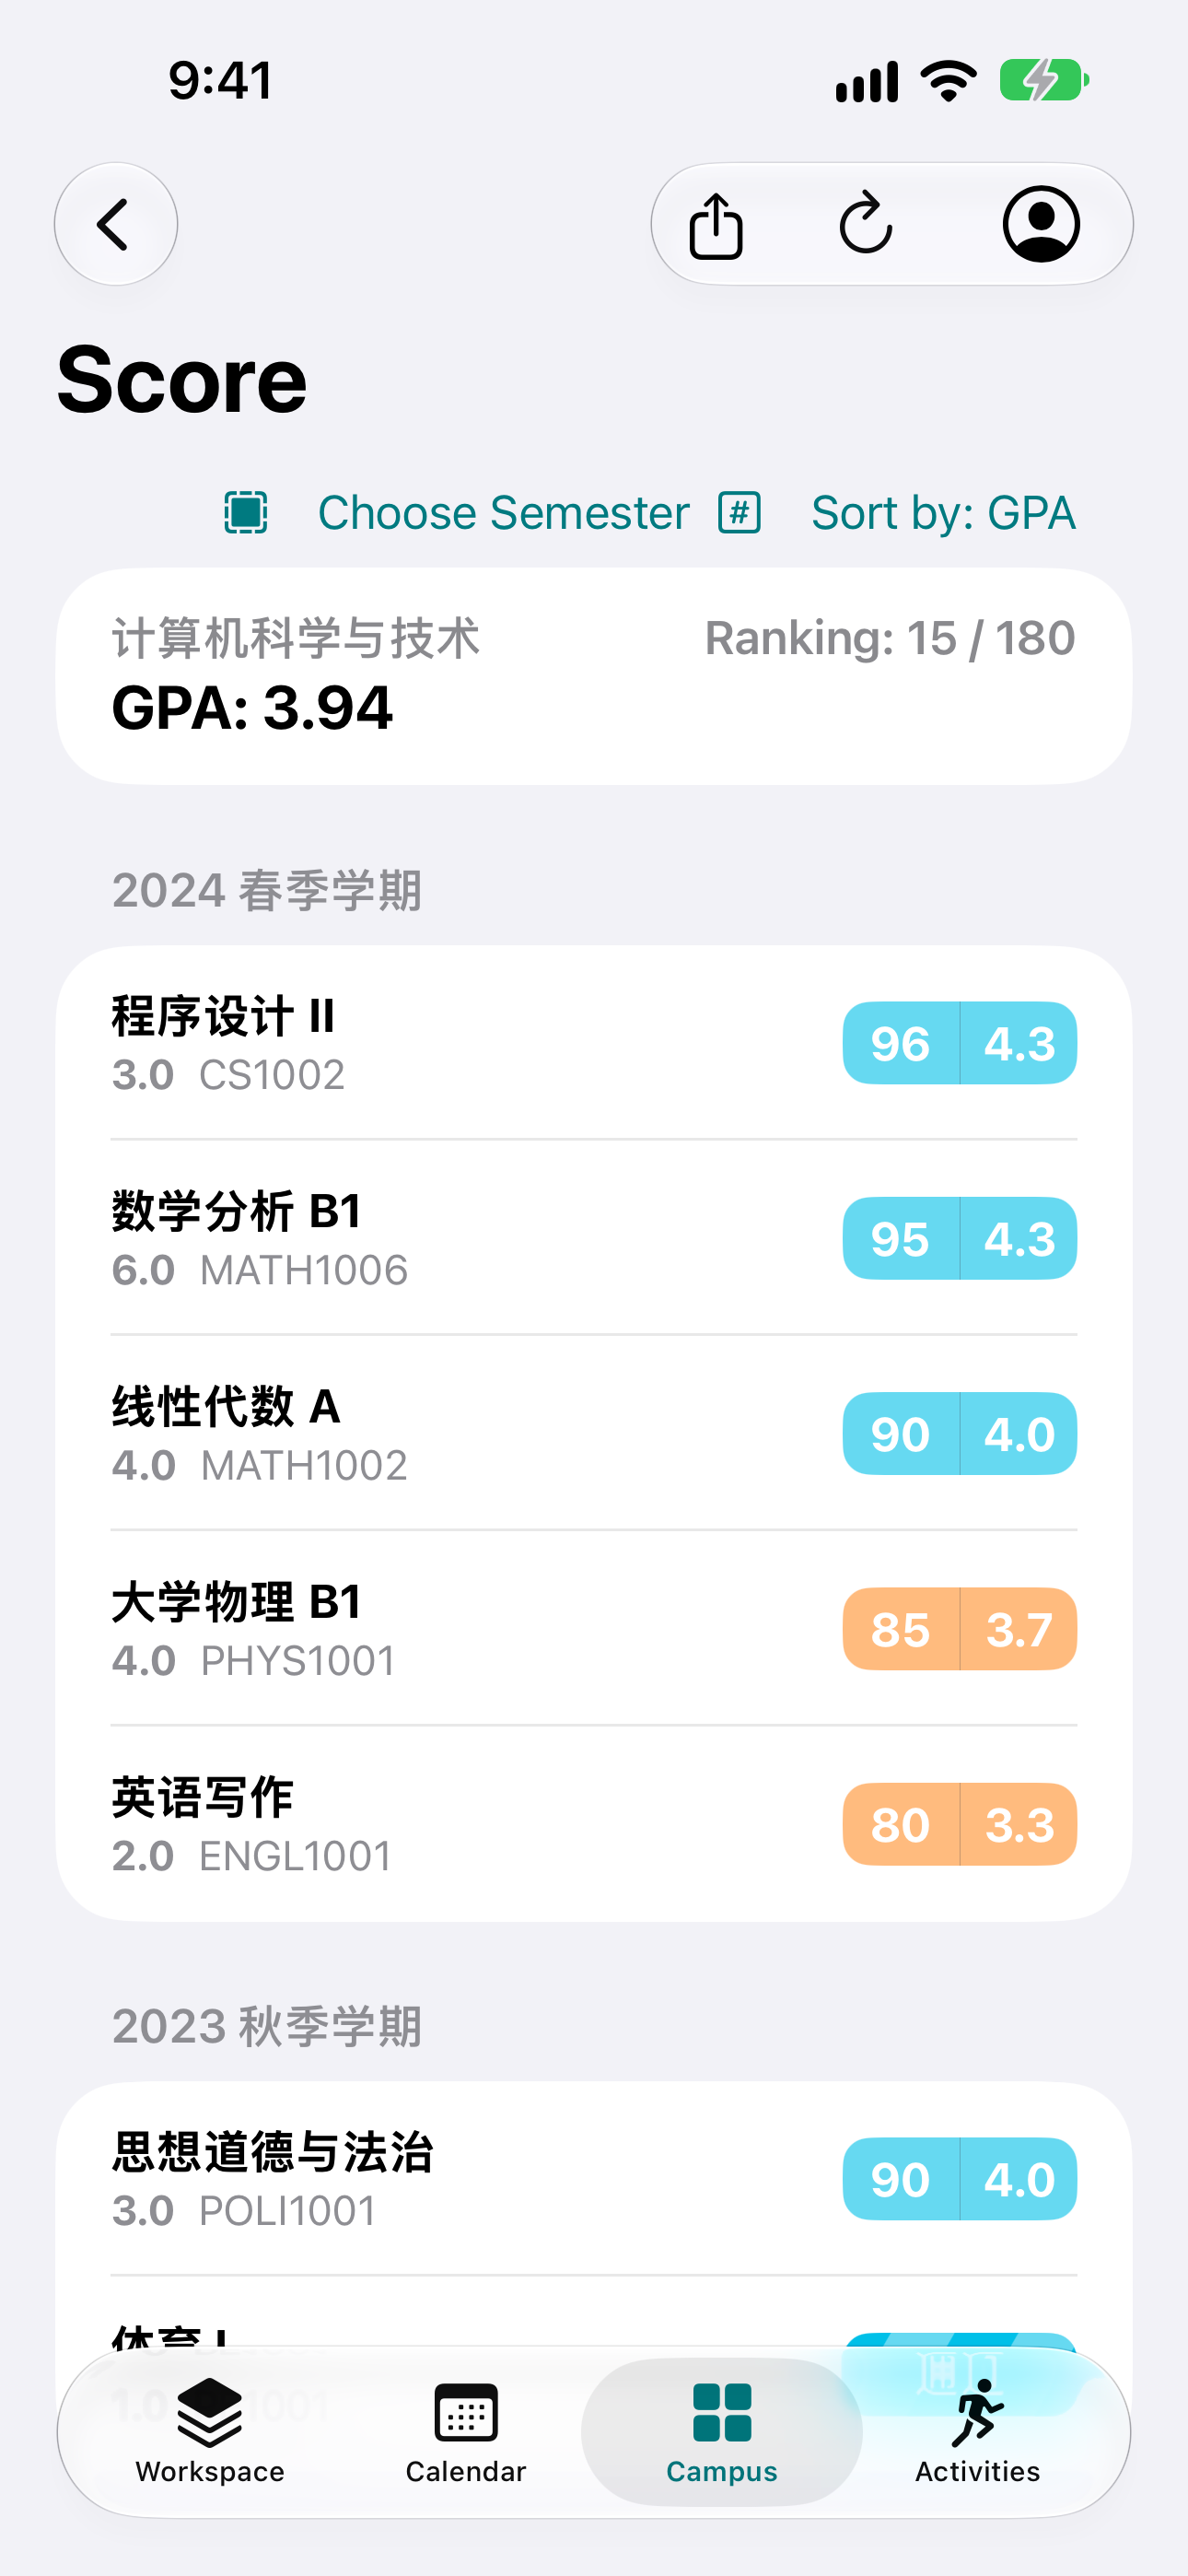 9:41
Score
Choose Semester # Sort by: GPA
计算机科学与技术 Ranking: 15 / 180
GPA: 3.94
2024 春季学期
程序设计 II
3.0 CS1002
96 4.3
数学分析 B1
6.0 MATH1006
95 4.3
线性代数 A
4.0 MATH1002
90 4.0
大学物理 B1
4.0 PHYS1001
85 3.7
英语写作
2.0 ENGL1001
80 3.3
2023 秋季学期
思想道德与法治
3.0 POLI1001
90 4.0
体育 I
1.0
Workspace Calendar Campus Activities